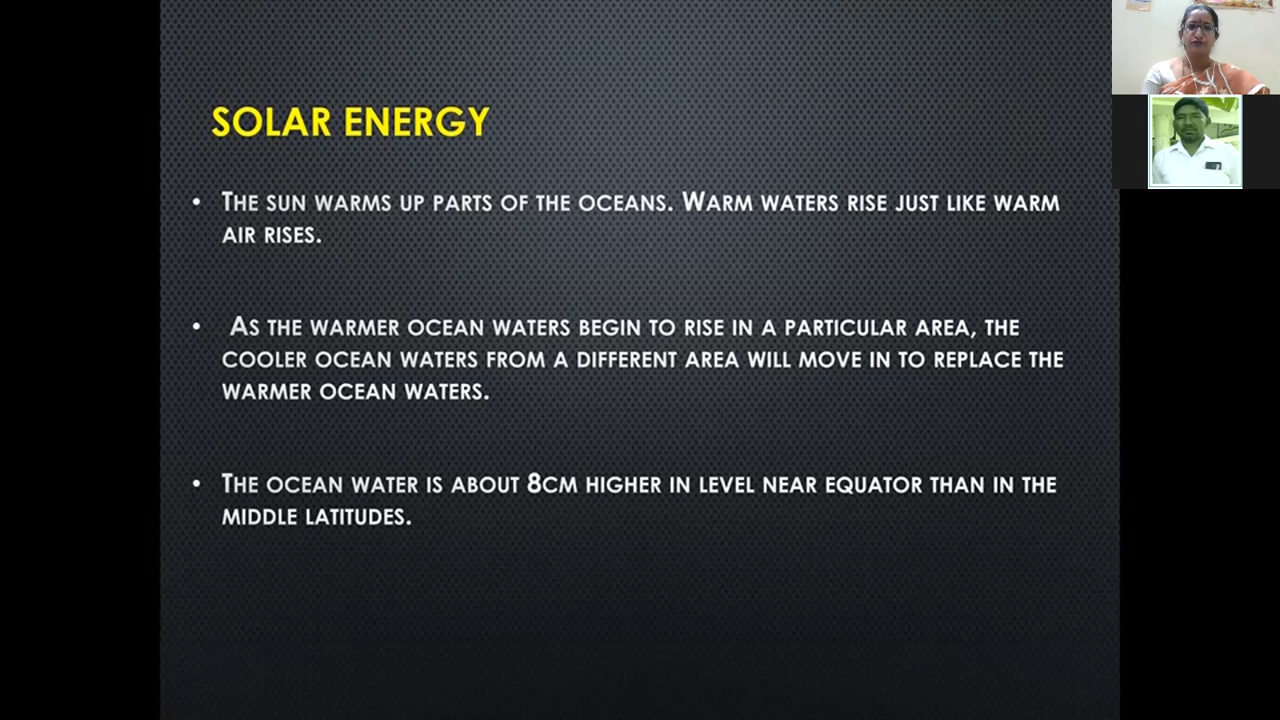 SOLAR ENERGY
• THE SUN WARMS UP PARTS OF THE OCEANS. WARM WATERS RISE JUST LIKE WARM
AIR RISES.
• AS THE WARMER OCEAN WATERS BEGIN TO RISE IN A PARTICULAR AREA, THE
COOLER OCEAN WATERS FROM A DIFFERENT AREA WILL MOVE IN TO REPLACE THE
WARMER OCEAN WATERS.
• THE OCEAN WATER IS ABOUT 8CM HIGHER IN LEVEL NEAR EQUATOR THAN IN THE
MIDDLE LATITUDES.